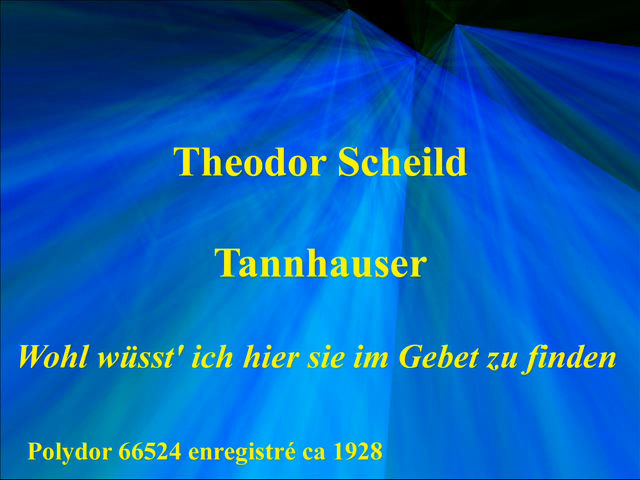 Theodor Scheild
Tannhauser
Wohl wüsst' ich hier sie im Gebet zu finden
Polydor 66524 enregistré ca 1928